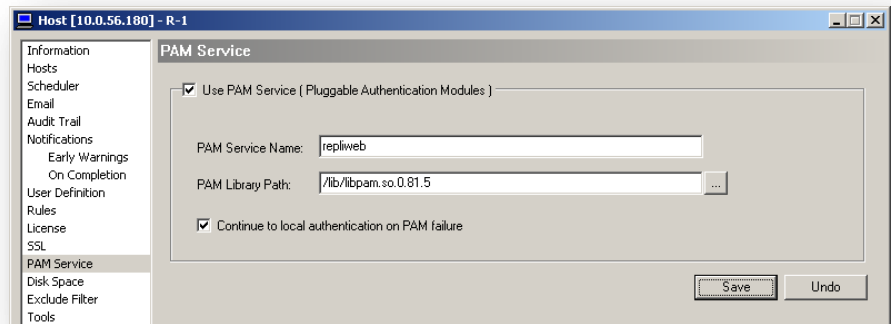 Host [10.0.56.180] - R-1
Information
Hosts
Scheduler
Email
Audit Trail
Notifications
Early Warnings
On Completion
User Definition
Rules
License
SSL
PAM Service
Disk Space
Exclude Filter
Tools
PAM Service
Use PAM Service ( Pluggable Authentication Modules )
PAM Service Name: repliweb
PAM Library Path: /lib/libpam.so.0.81.5 ...
Continue to local authentication on PAM failure
Save Undo